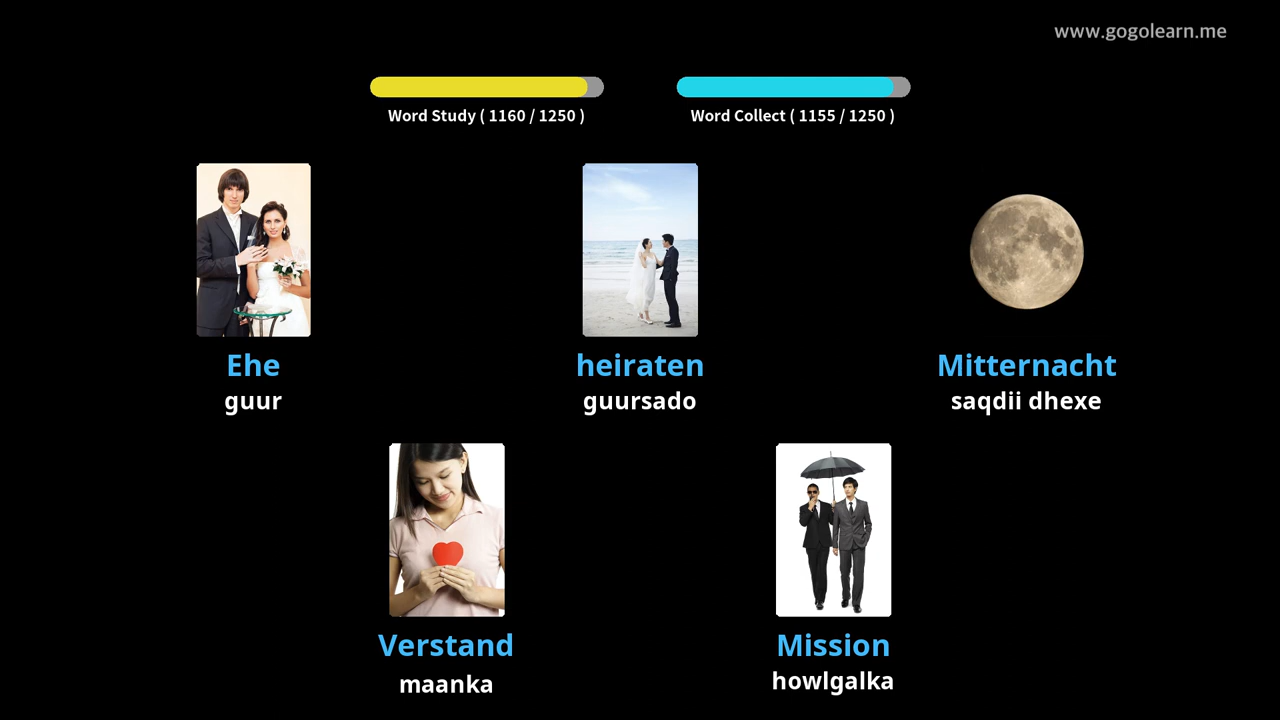 www.gogolearn.me
Word Study ( 1160 / 1250 )
Word Collect ( 1155 / 1250 )
Ehe
guur
heiraten
guursado
Mitternacht
saqdii dhexe
Verstand
maanka
Mission
howlgalka